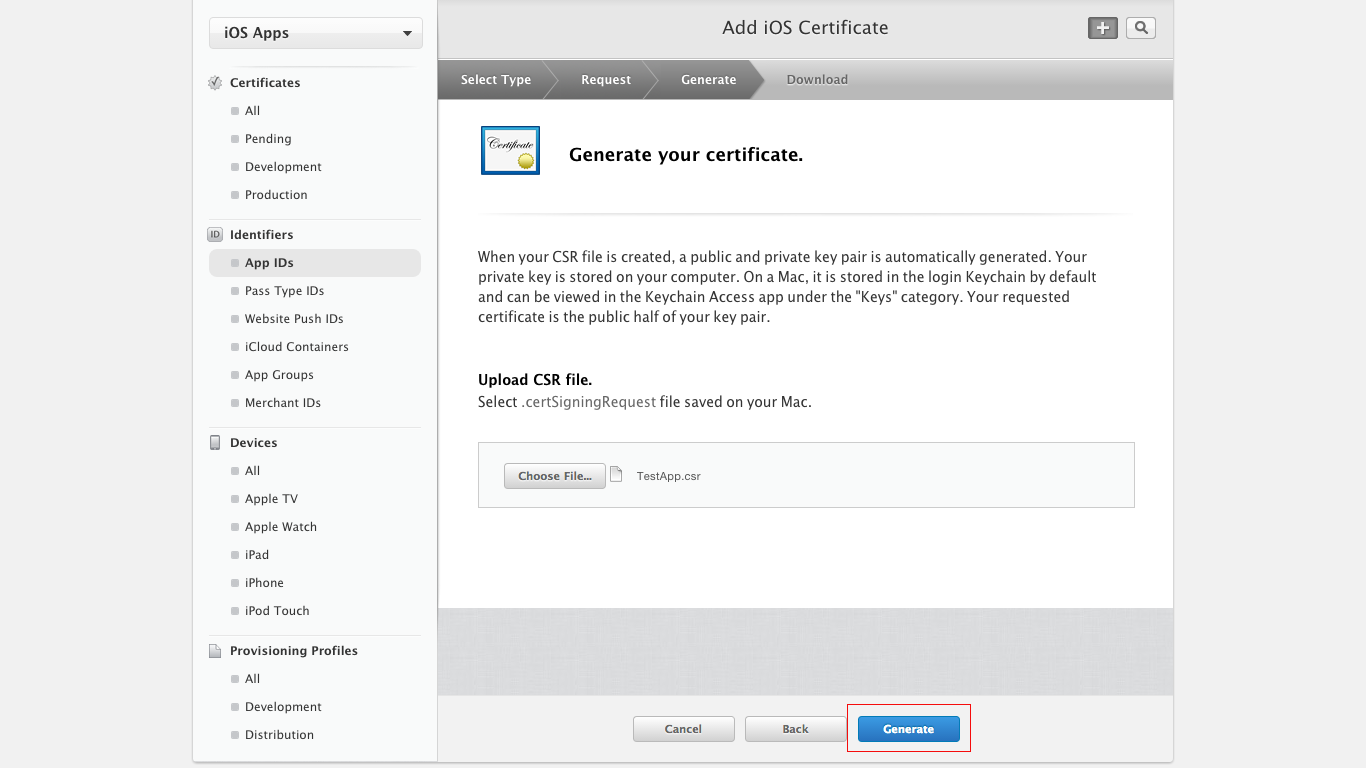 iOS Apps
Certificates
All
Pending
Development
Production
ID
Identifiers
App IDs
Pass Type IDs
Website Push IDs
iCloud Containers
App Groups
Merchant IDs
Devices
All
Apple TV
Apple Watch
iPad
iPhone
iPod Touch
Provisioning Profiles
All
Development
Distribution
Add iOS Certificate
Select Type
Request
Generate
Download
Certificate
Generate your certificate.
When your CSR file is created, a public and private key pair is automatically generated. Your
private key is stored on your computer. On a Mac, it is stored in the login Keychain by default
and can be viewed in the Keychain Access app under the "Keys" category. Your requested
certificate is the public half of your key pair.
Upload CSR file.
Select .certSigningRequest file saved on your Mac.
Choose File...
TestApp.csr
Cancel
Back
Generate